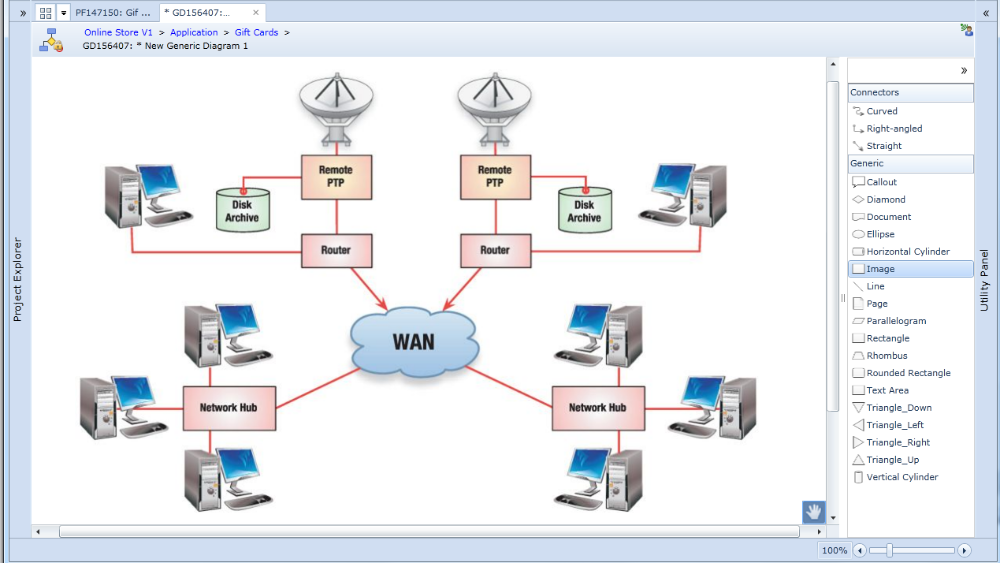 » PF147150: Gif ... * GD156407:... × «
Online Store V1 > Application > Gift Cards >
GD156407: * New Generic Diagram 1
»
Project Explorer
Utility Panel
Remote
PTP
Remote
PTP
Disk
Archive
Disk
Archive
Router
Router
WAN
Network Hub
Network Hub
Connectors
Curved
Right-angled
Straight
Generic
Callout
Diamond
Document
Ellipse
Horizontal Cylinder
Image
Line
Page
Parallelogram
Rectangle
Rhombus
Rounded Rectangle
Text Area
Triangle_Down
Triangle_Left
Triangle_Right
Triangle_Up
Vertical Cylinder
100%